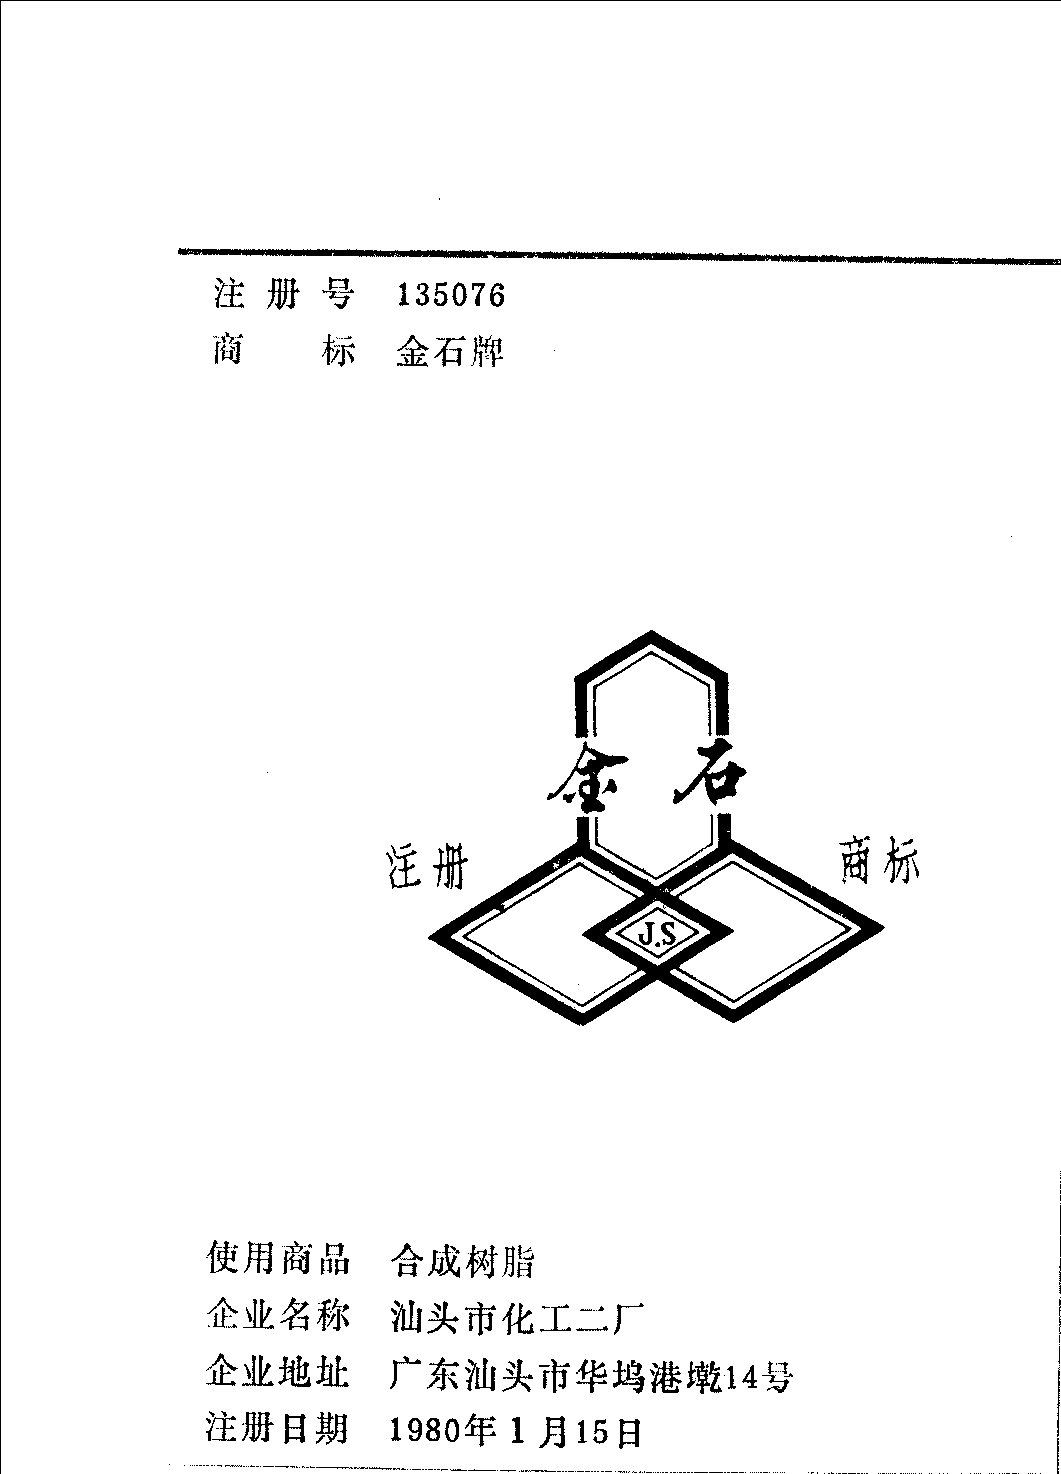 注册号 135076
商标 金石牌
金石
注册 商标
J.S
使用商品 合成树脂
企业名称 汕头市化工二厂
企业地址 广东汕头市华坞港墘14号
注册日期 1980年1月15日